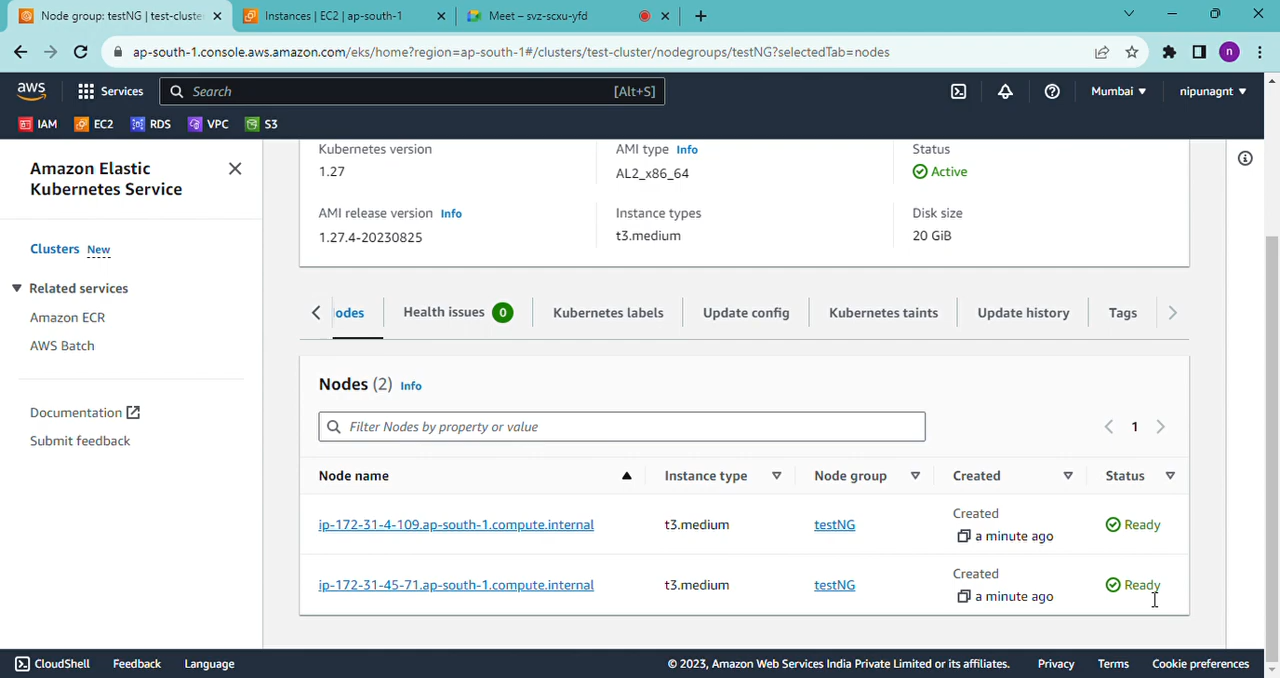 Node group: testNG | test-cluste
Instances | EC2 | ap-south-1
Meet – svz-scxu-yfd
ap-south-1.console.aws.amazon.com/eks/home?region=ap-south-1#/clusters/test-cluster/nodegroups/testNG?selectedTab=nodes
n
aws
Services
Search
[Alt+S]
Mumbai
nipunagnt
IAM
EC2
RDS
VPC
S3
Amazon Elastic
Kubernetes Service
Clusters New
Related services
Amazon ECR
AWS Batch
Documentation
Submit feedback
Kubernetes version
1.27
AMI type Info
AL2_x86_64
Status
Active
AMI release version Info
1.27.4-20230825
Instance types
t3.medium
Disk size
20 GiB
odes
Health issues 0
Kubernetes labels
Update config
Kubernetes taints
Update history
Tags
Nodes (2) Info
Filter Nodes by property or value
1
Node name
Instance type
Node group
Created
Status
ip-172-31-4-109.ap-south-1.compute.internal
t3.medium
testNG
Created
a minute ago
Ready
ip-172-31-45-71.ap-south-1.compute.internal
t3.medium
testNG
Created
a minute ago
Ready
CloudShell
Feedback
Language
© 2023, Amazon Web Services India Private Limited or its affiliates.
Privacy
Terms
Cookie preferences